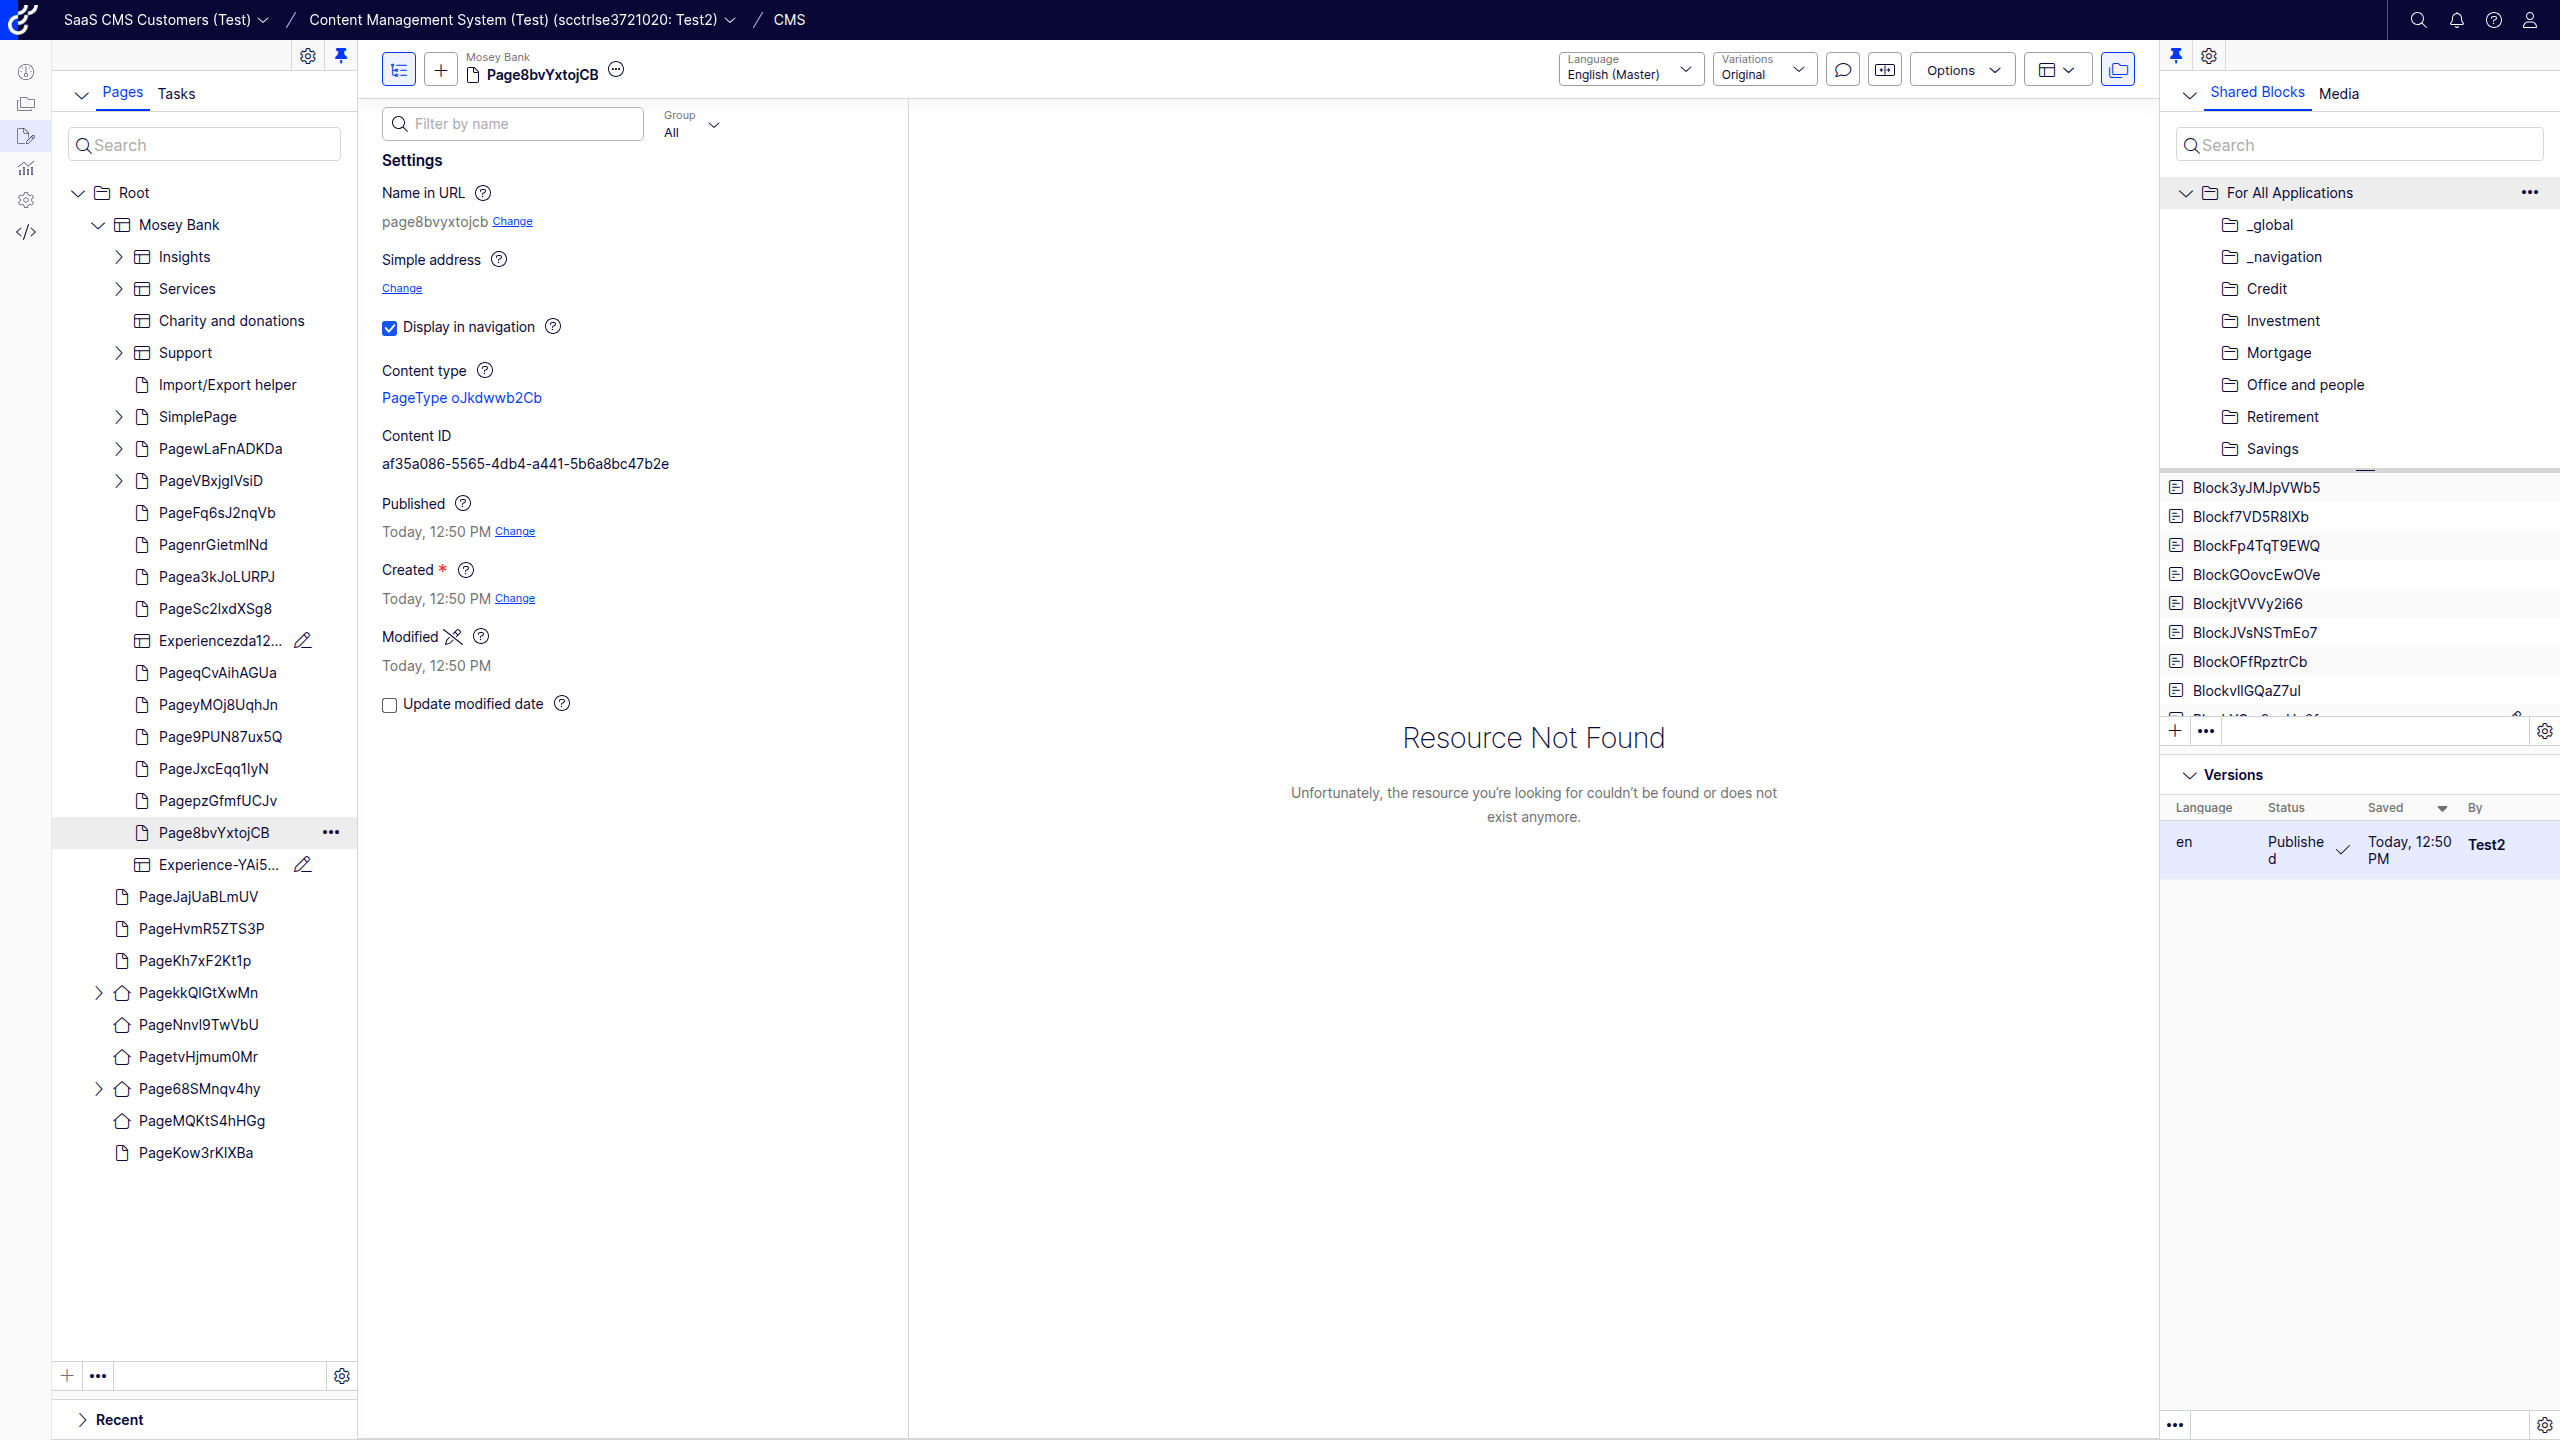 SaaS CMS Customers (Test)
Content Management System (Test) (scctrlse3721020: Test2)
CMS
Pages
Tasks
Search
Root
Mosey Bank
Insights
Services
Charity and donations
Support
Import/Export helper
SimplePage
PagewLaFnADKDa
PageVBxjglVsiD
PageFq6sJ2nqVb
PagenrGietmlNd
Pagea3kJoLURPJ
PageSc2lxdXSg8
Experiencezda12...
PageqCvAihAGUa
PageyMOj8UqhJn
Page9PUN87ux5Q
PageJxcEqq1lyN
PagepzGfmfUCJv
Page8bvYxtojCB
Experience-YAi5...
PageJajUaBLmUV
PageHvmR5ZTS3P
PageKh7xF2Kt1p
PagekkQlGtXwMn
PageNnvl9TwVbU
PagetvHjmum0Mr
Page68SMnqv4hy
PageMQKtS4hHGg
PageKow3rKlXBa
Recent
Mosey Bank
Page8bvYxtojCB
Language
English (Master)
Variations
Original
Options
Filter by name
Group
All
Settings
Name in URL
page8bvyxtojcb Change
Simple address
Change
Display in navigation
Content type
PageType oJkdwwb2Cb
Content ID
af35a086-5565-4db4-a441-5b6a8bc47b2e
Published
Today, 12:50 PM Change
Created *
Today, 12:50 PM Change
Modified
Today, 12:50 PM
Update modified date
Resource Not Found
Unfortunately, the resource you’re looking for couldn’t be found or does not
exist anymore.
Shared Blocks
Media
Search
For All Applications
_global
_navigation
Credit
Investment
Mortgage
Office and people
Retirement
Savings
Block3yJMJpVWb5
Blockf7VD5R8lXb
BlockFp4TqT9EWQ
BlockGOovcEwOVe
BlockjtVVVy2i66
BlockJVsNSTmEo7
BlockOFfRpztrCb
BlockvllGQaZ7ul
Versions
Language Status Saved By
en Publishe Today, 12:50 Test2
d PM